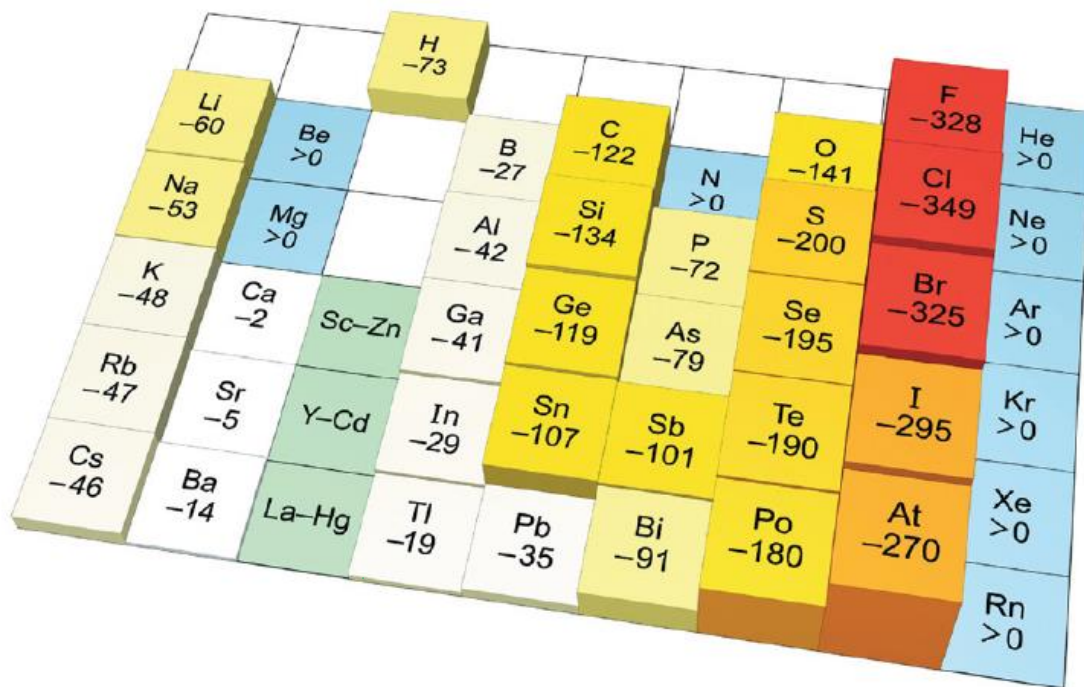 H
–73
Li
–60
Be
>0
B
–27
C
–122
N
>0
O
–141
F
–328
He
>0
Na
–53
Mg
>0
Al
–42
Si
–134
P
–72
S
–200
Cl
–349
Ne
>0
K
–48
Ca
–2
Sc–Zn
Ga
–41
Ge
–119
As
–79
Se
–195
Br
–325
Ar
>0
Rb
–47
Sr
–5
Y–Cd
In
–29
Sn
–107
Sb
–101
Te
–190
I
–295
Kr
>0
Cs
–46
Ba
–14
La–Hg
Tl
–19
Pb
–35
Bi
–91
Po
–180
At
–270
Xe
>0
Rn
>0